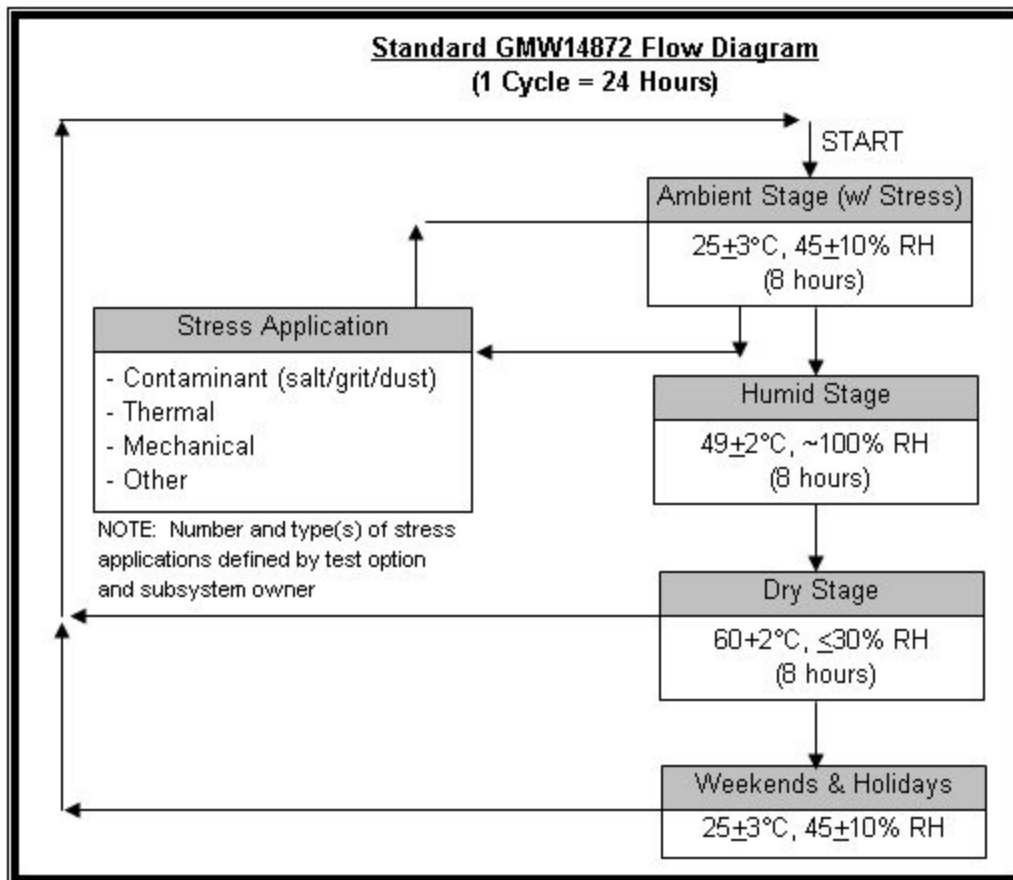 Standard GMW14872 Flow Diagram
(1 Cycle = 24 Hours)
START
Ambient Stage (w/ Stress)
25±3°C, 45±10% RH
(8 hours)
Stress Application
- Contaminant (salt/grit/dust)
- Thermal
- Mechanical
- Other
NOTE: Number and type(s) of stress
applications defined by test option
and subsystem owner
Humid Stage
49±2°C, ~100% RH
(8 hours)
Dry Stage
60+2°C, ≤30% RH
(8 hours)
Weekends & Holidays
25±3°C, 45±10% RH